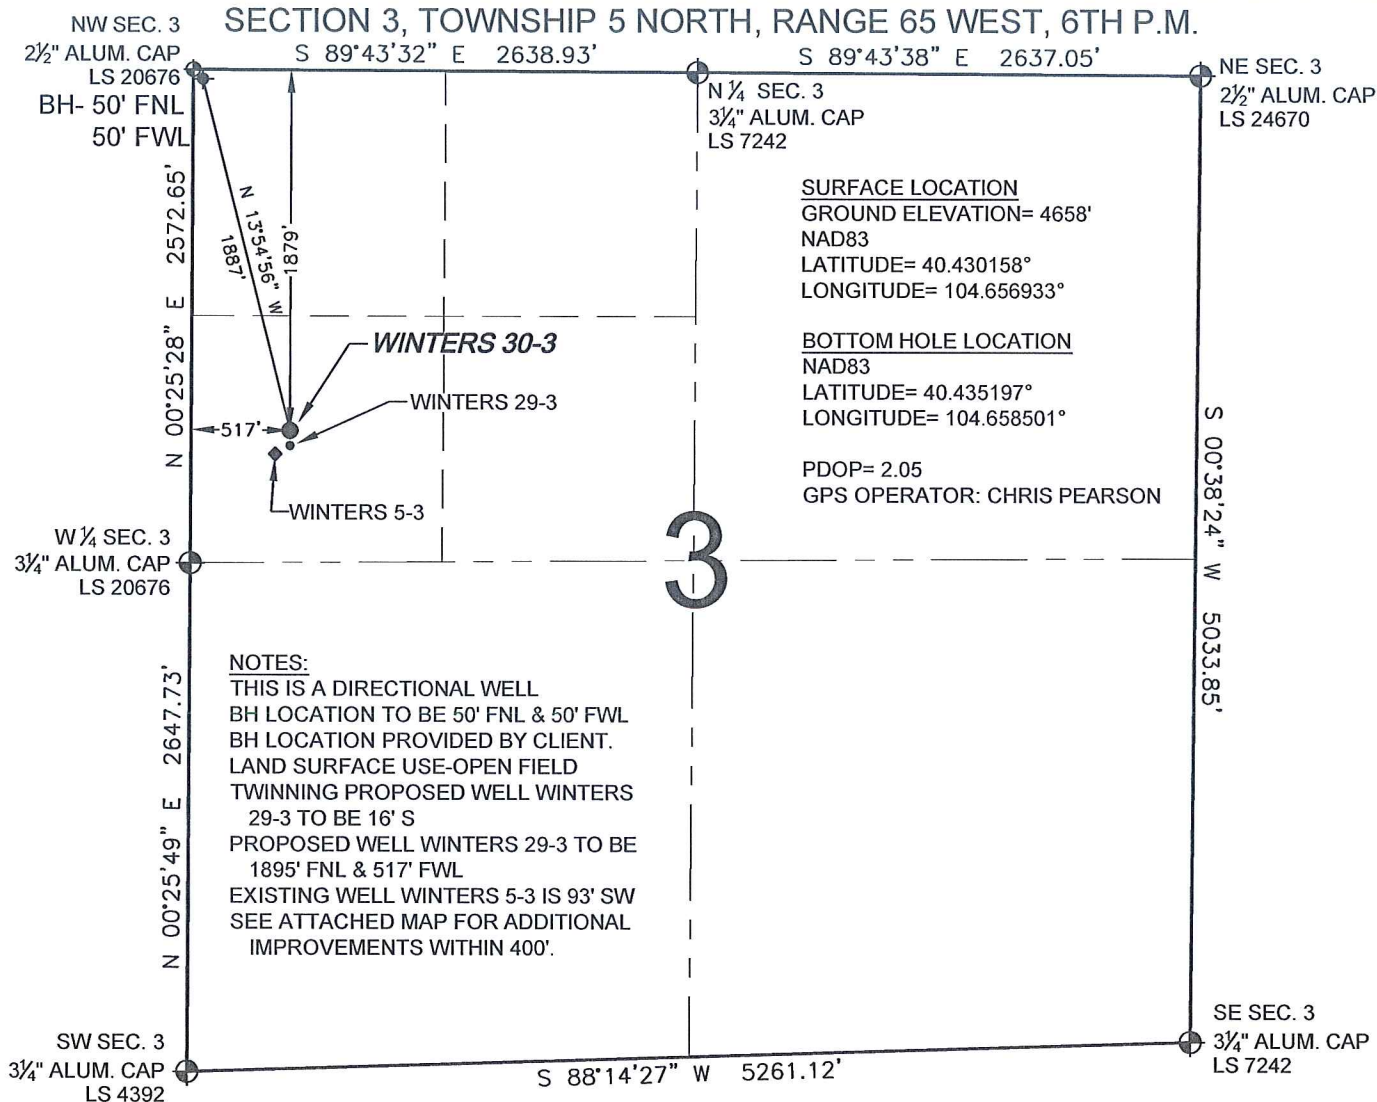 SECTION 3, TOWNSHIP 5 NORTH, RANGE 65 WEST, 6TH P.M.
NW SEC. 3
2½" ALUM. CAP
LS 20676
S 89°43'32" E 2638.93'
S 89°43'38" E 2637.05'
NE SEC. 3
2½" ALUM. CAP
LS 24670
N ¼ SEC. 3
3¼" ALUM. CAP
LS 7242
BH- 50' FNL
50' FWL
N 00°25'28" E 2572.65'
N 13°54'56" W
1887'
1879'
SURFACE LOCATION
GROUND ELEVATION= 4658'
NAD83
LATITUDE= 40.430158°
LONGITUDE= 104.656933°
BOTTOM HOLE LOCATION
NAD83
LATITUDE= 40.435197°
LONGITUDE= 104.658501°
PDOP= 2.05
GPS OPERATOR: CHRIS PEARSON
WINTERS 30-3
WINTERS 29-3
517'
WINTERS 5-3
S 00°38'24" W 5033.85'
W ¼ SEC. 3
3¼" ALUM. CAP
LS 20676
3
N 00°25'49" E 2647.73'
NOTES:
THIS IS A DIRECTIONAL WELL
BH LOCATION TO BE 50' FNL & 50' FWL
BH LOCATION PROVIDED BY CLIENT.
LAND SURFACE USE-OPEN FIELD
TWINNING PROPOSED WELL WINTERS
29-3 TO BE 16' S
PROPOSED WELL WINTERS 29-3 TO BE
1895' FNL & 517' FWL
EXISTING WELL WINTERS 5-3 IS 93' SW
SEE ATTACHED MAP FOR ADDITIONAL
IMPROVEMENTS WITHIN 400'.
SW SEC. 3
3¼" ALUM. CAP
LS 4392
S 88°14'27" W 5261.12'
SE SEC. 3
3¼" ALUM. CAP
LS 7242